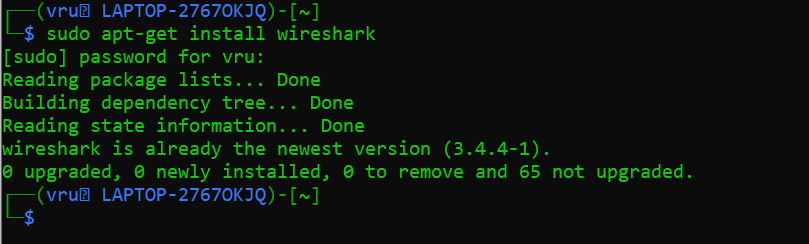 ┌──(vru㉿ LAPTOP-2767OKJQ)-[~]
└─$ sudo apt-get install wireshark
[sudo] password for vru:
Reading package lists... Done
Building dependency tree... Done
Reading state information... Done
wireshark is already the newest version (3.4.4-1).
0 upgraded, 0 newly installed, 0 to remove and 65 not upgraded.
┌──(vru㉿ LAPTOP-2767OKJQ)-[~]
└─$